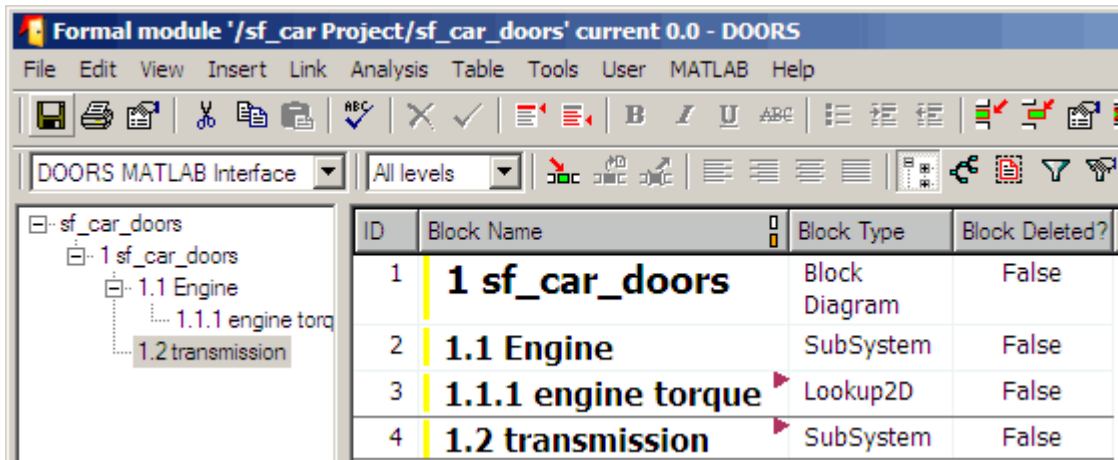 Formal module '/sf_car Project/sf_car_doors' current 0.0 - DOORS
File Edit View Insert Link Analysis Table Tools User MATLAB Help
ABC B I U ABC
DOORS MATLAB Interface All levels
sf_car_doors
1 sf_car_doors
1.1 Engine
1.1.1 engine torq
1.2 transmission
ID Block Name Block Type Block Deleted?
1 1 sf_car_doors Block Diagram False
2 1.1 Engine SubSystem False
3 1.1.1 engine torque Lookup2D False
4 1.2 transmission SubSystem False